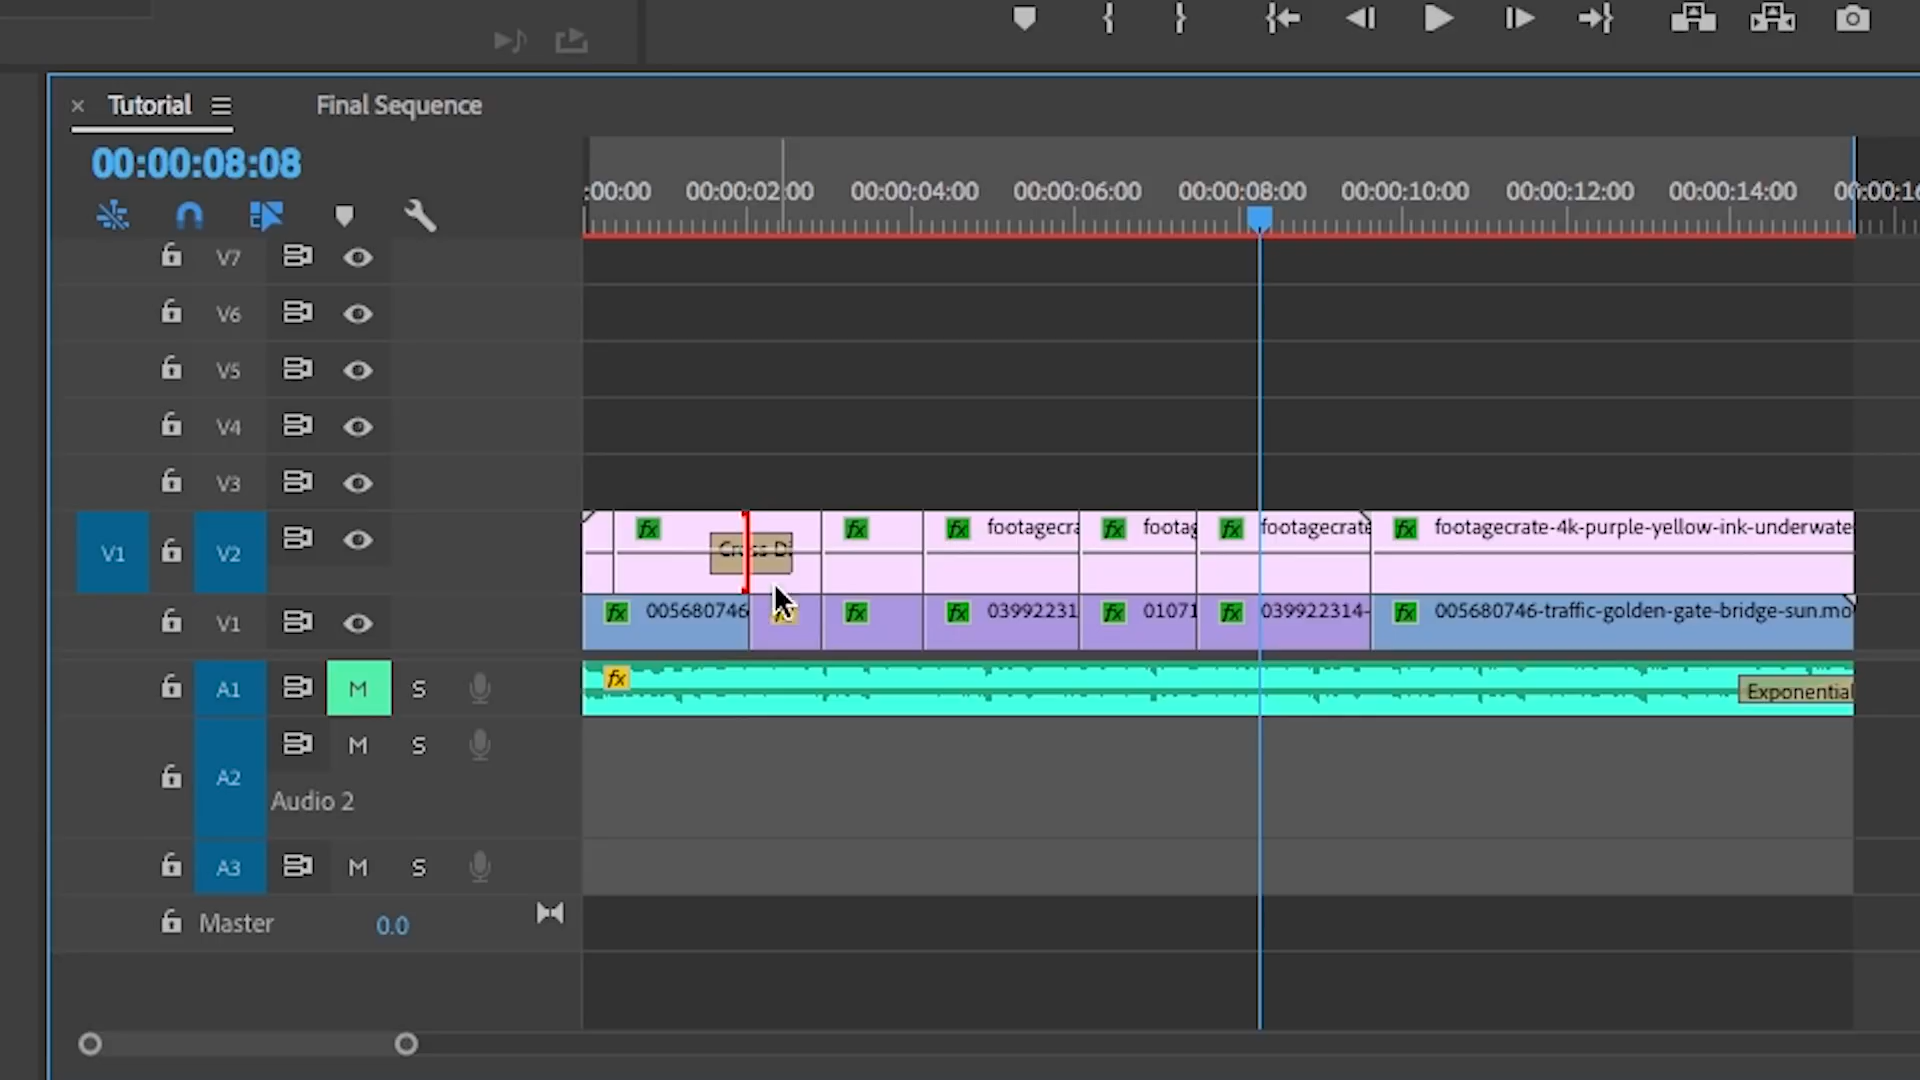 Tutorial
Final Sequence
00:00:08:08
:00:00
00:00:02:00
00:00:04:00
00:00:06:00
00:00:08:00
00:00:10:00
00:00:12:00
00:00:14:00
00:00:16
V7
V6
V5
V4
V3
V1
V2
fx
Cross Di
fx
fx
footagecra
fx
footag
fx
footagecrate
fx
footagecrate-4k-purple-yellow-ink-underwate
V1
fx
005680746
fx
fx
fx
03992231
fx
01071
fx
039922314-
fx
005680746-traffic-golden-gate-bridge-sun.mo
A1
M
S
fx
Exponential
A2
M
S
Audio 2
A3
M
S
Master
0.0